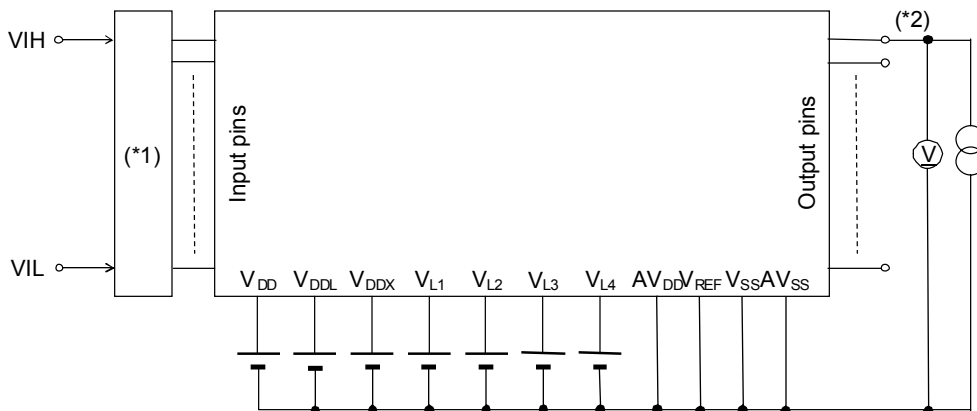 VIH
(*2)
(*1)
Input pins
Output pins
V
VIL
VDD VDDL VDDX VL1 VL2 VL3 VL4 AVDD VREF VSS AVSS